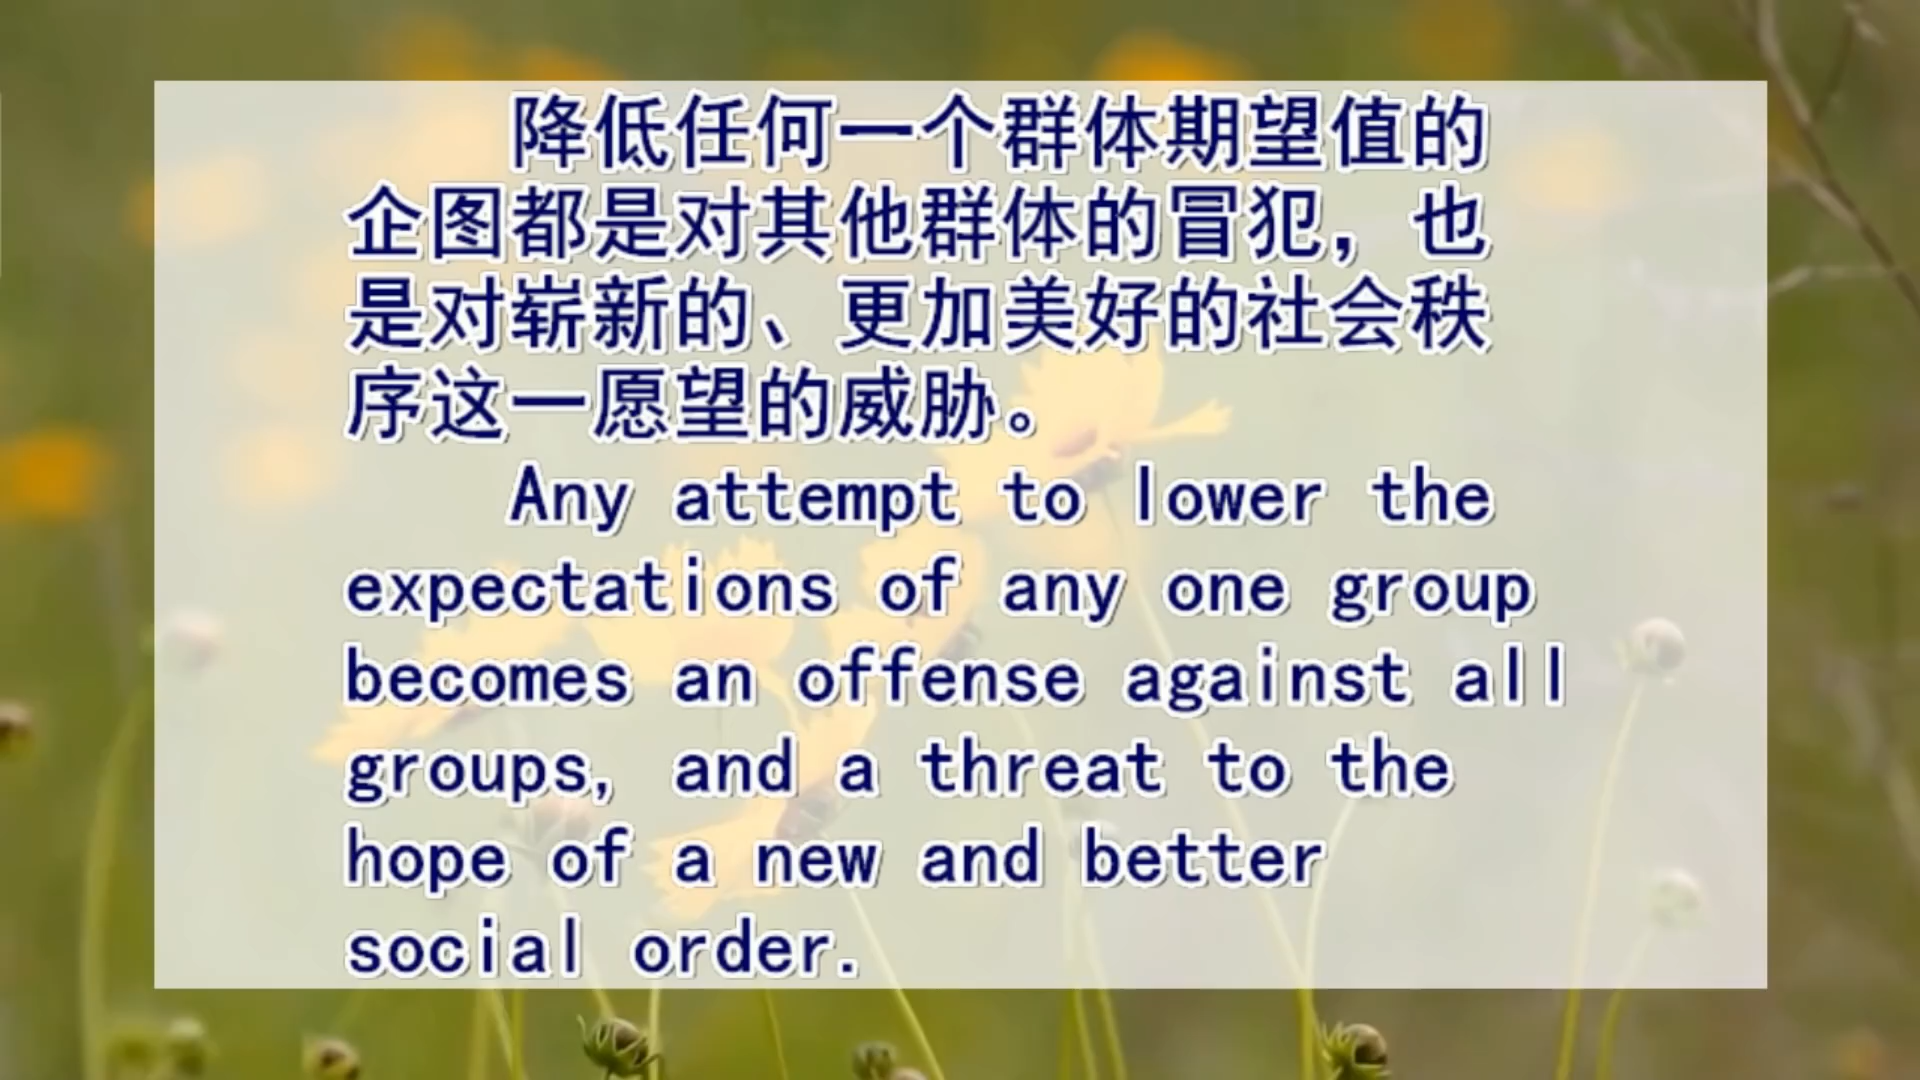 降低任何一个群体期望值的
企图都是对其他群体的冒犯，也
是对崭新的、更加美好的社会秩
序这一愿望的威胁。
Any attempt to lower the
expectations of any one group
becomes an offense against all
groups, and a threat to the
hope of a new and better
social order.